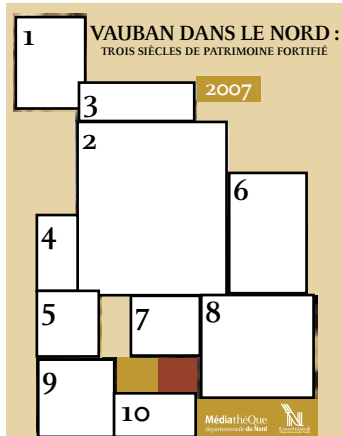 1
VAUBAN DANS LE NORD :
TROIS SIÈCLES DE PATRIMOINE FORTIFIÉ
3
2007
2
6
4
5
7
8
9
10
MédiathèQue
départementale du Nord